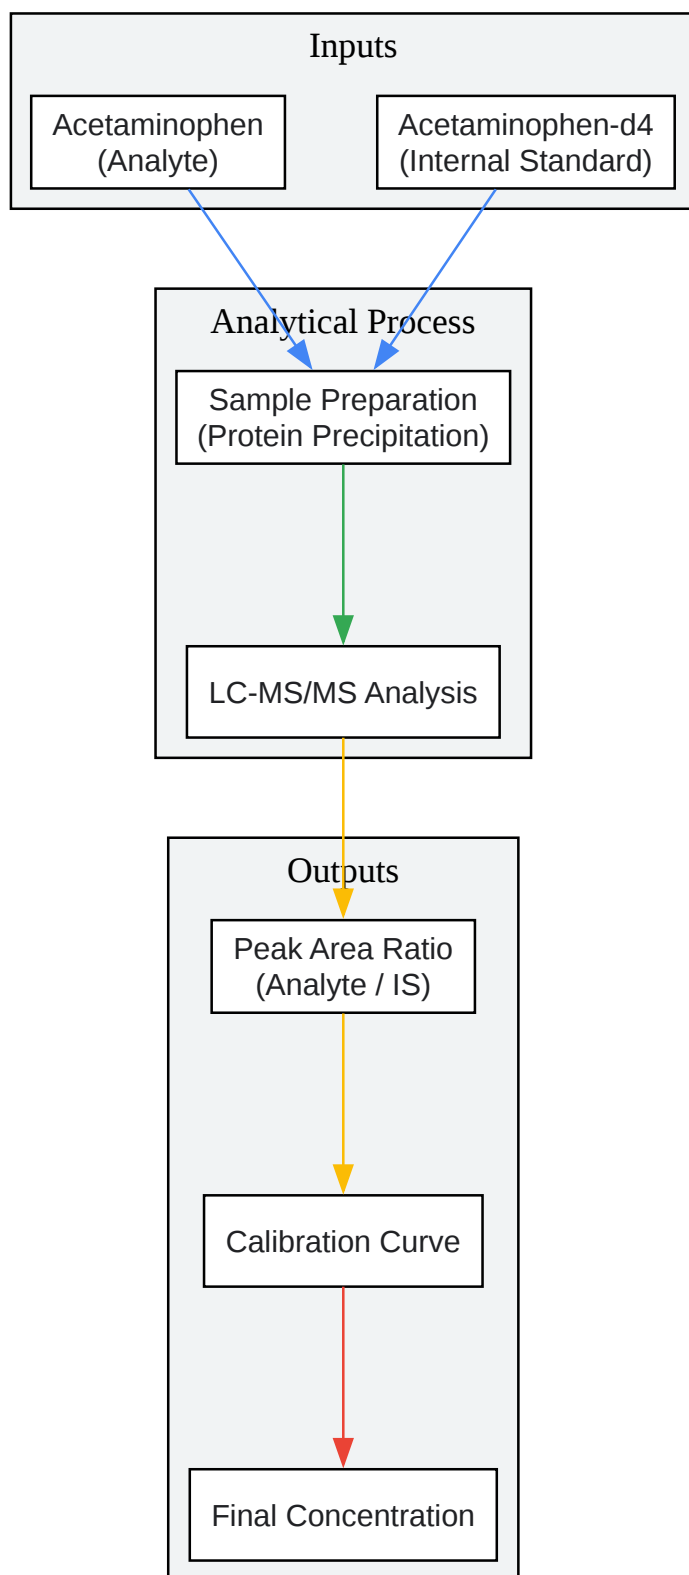 Inputs
Acetaminophen
(Analyte)
Acetaminophen-d4
(Internal Standard)
Analytical Process
Sample Preparation
(Protein Precipitation)
LC-MS/MS Analysis
Outputs
Peak Area Ratio
(Analyte / IS)
Calibration Curve
Final Concentration